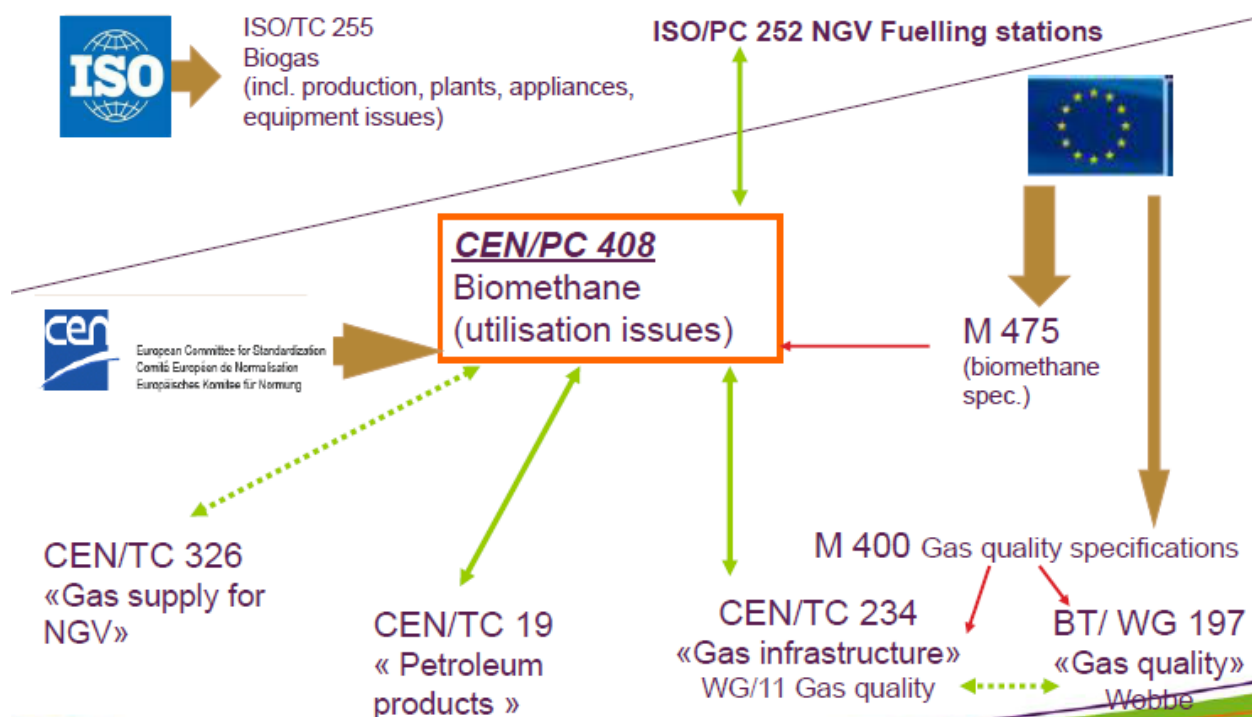 ISO
ISO/TC 255
Biogas
(incl. production, plants, appliances,
equipment issues)
ISO/PC 252 NGV Fuelling stations
CEN/PC 408
Biomethane
(utilisation issues)
cen
European Committee for Standardization
Comité Européen de Normalisation
Europäisches Komitee für Normung
M 475
(biomethane
spec.)
M 400 Gas quality specifications
CEN/TC 326
«Gas supply for
NGV»
CEN/TC 19
« Petroleum
products »
CEN/TC 234
«Gas infrastructure»
WG/11 Gas quality
BT/ WG 197
«Gas quality»
Wobbe